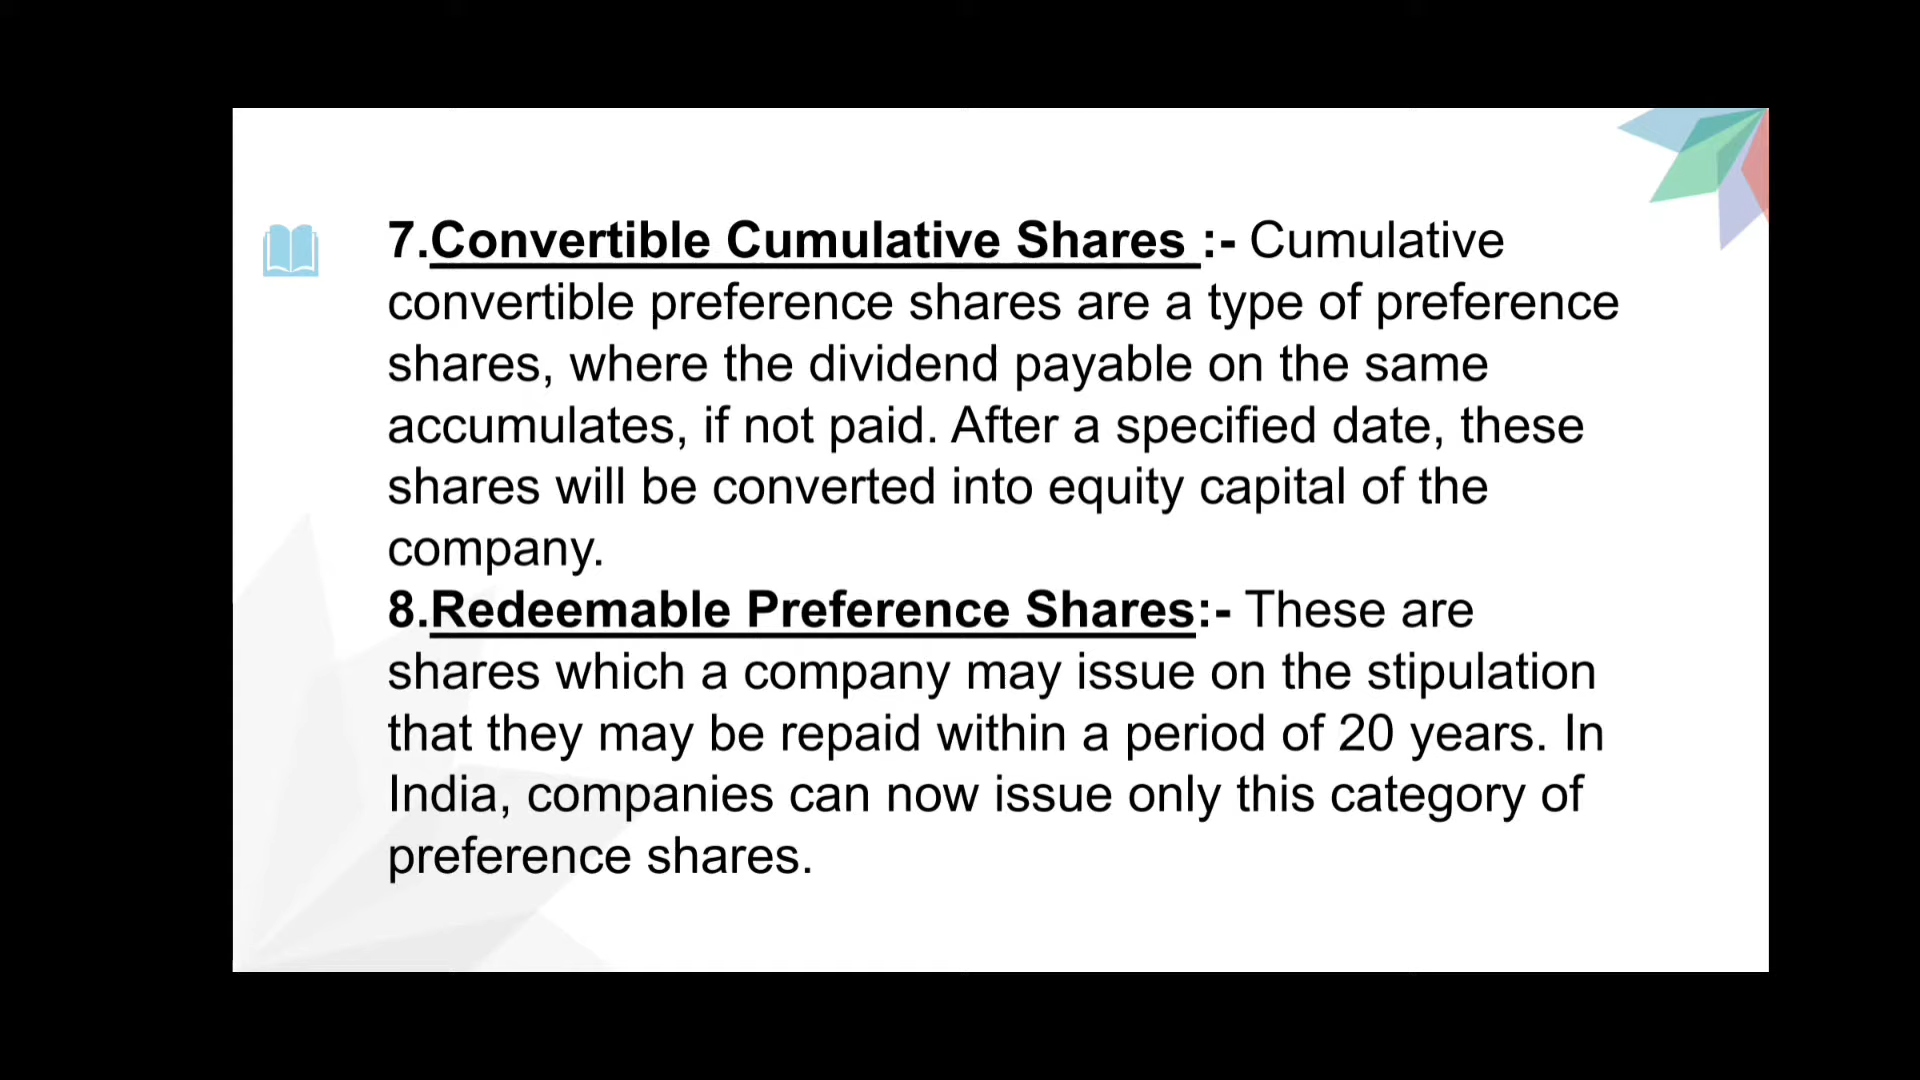 7.Convertible Cumulative Shares :- Cumulative
convertible preference shares are a type of preference
shares, where the dividend payable on the same
accumulates, if not paid. After a specified date, these
shares will be converted into equity capital of the
company.
8.Redeemable Preference Shares:- These are
shares which a company may issue on the stipulation
that they may be repaid within a period of 20 years. In
India, companies can now issue only this category of
preference shares.